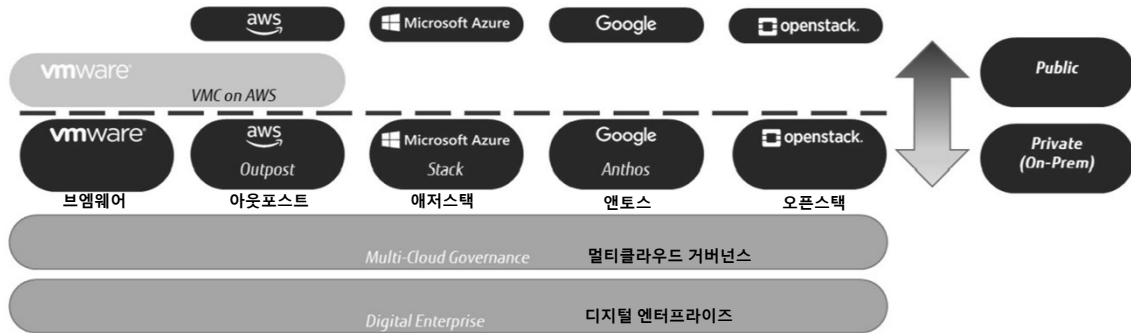 aws
Microsoft Azure
Google
openstack.
vmware
VMC on AWS
Public
vmware
aws
Outpost
Microsoft Azure
Stack
Google
Anthos
openstack.
Private
(On-Prem)
브엠웨어
아웃포스트
애저스택
앤토스
오픈스택
Multi-Cloud Governance
멀티클라우드 거버넌스
Digital Enterprise
디지털 엔터프라이즈